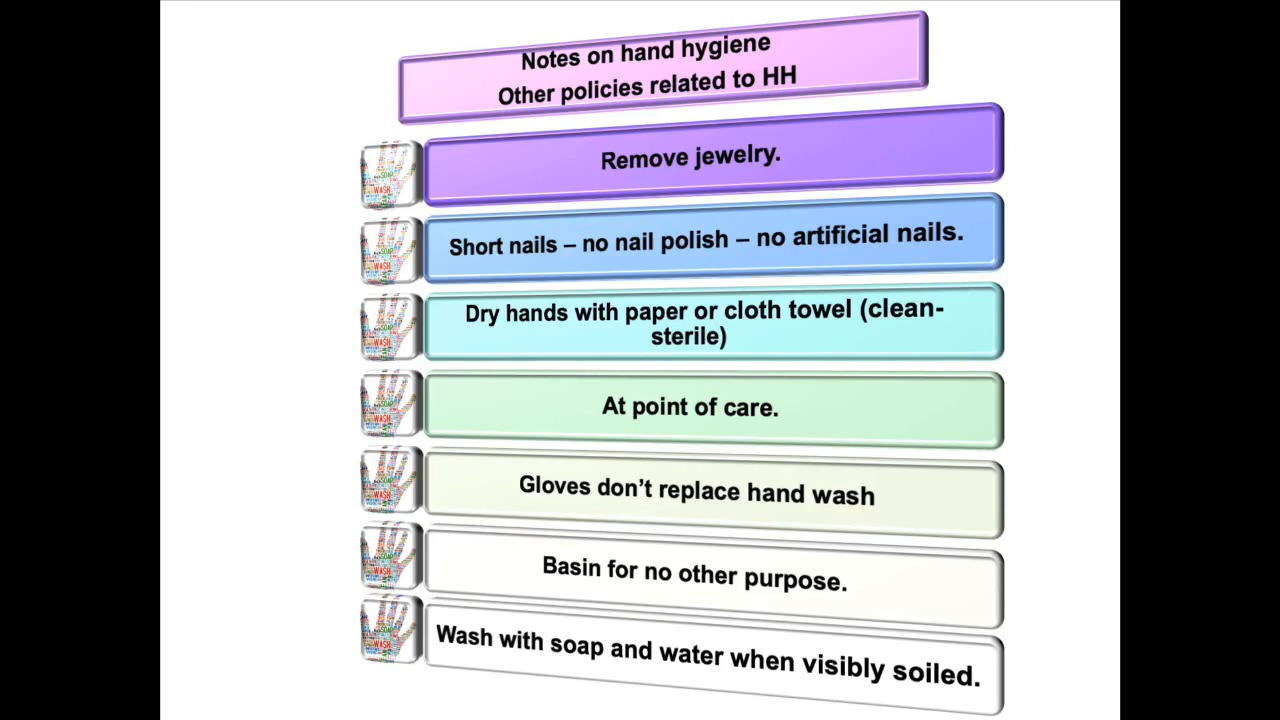 Notes on hand hygiene
Other policies related to HH
Remove jewelry.
Short nails – no nail polish – no artificial nails.
Dry hands with paper or cloth towel (clean-
sterile)
At point of care.
Gloves don’t replace hand wash
Basin for no other purpose.
Wash with soap and water when visibly soiled.